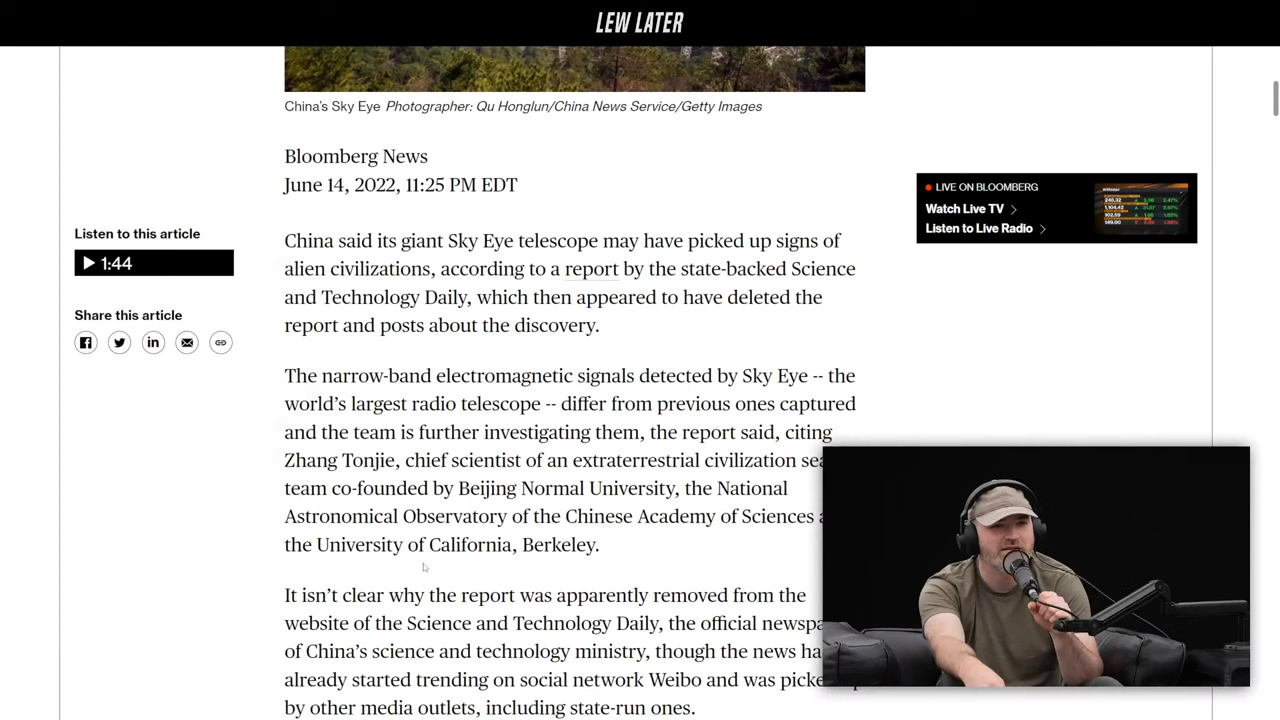 LEW LATER
China's Sky Eye Photographer: Qu Honglun/China News Service/Getty Images
Bloomberg News
June 14, 2022, 11:25 PM EDT
LIVE ON BLOOMBERG
Watch Live TV
Listen to Live Radio
Listen to this article
1:44
Share this article
China said its giant Sky Eye telescope may have picked up signs of
alien civilizations, according to a report by the state-backed Science
and Technology Daily, which then appeared to have deleted the
report and posts about the discovery.
The narrow-band electromagnetic signals detected by Sky Eye -- the
world's largest radio telescope -- differ from previous ones captured
and the team is further investigating them, the report said, citing
Zhang Tonjie, chief scientist of an extraterrestrial civilization
team co-founded by Beijing Normal University, the National
Astronomical Observatory of the Chinese Academy of Sciences
the University of California, Berkeley.
It isn't clear why the report was apparently removed from the
website of the Science and Technology Daily, the official
of China's science and technology ministry, though the news
already started trending on social network Weibo and was
by other media outlets, including state-run ones.